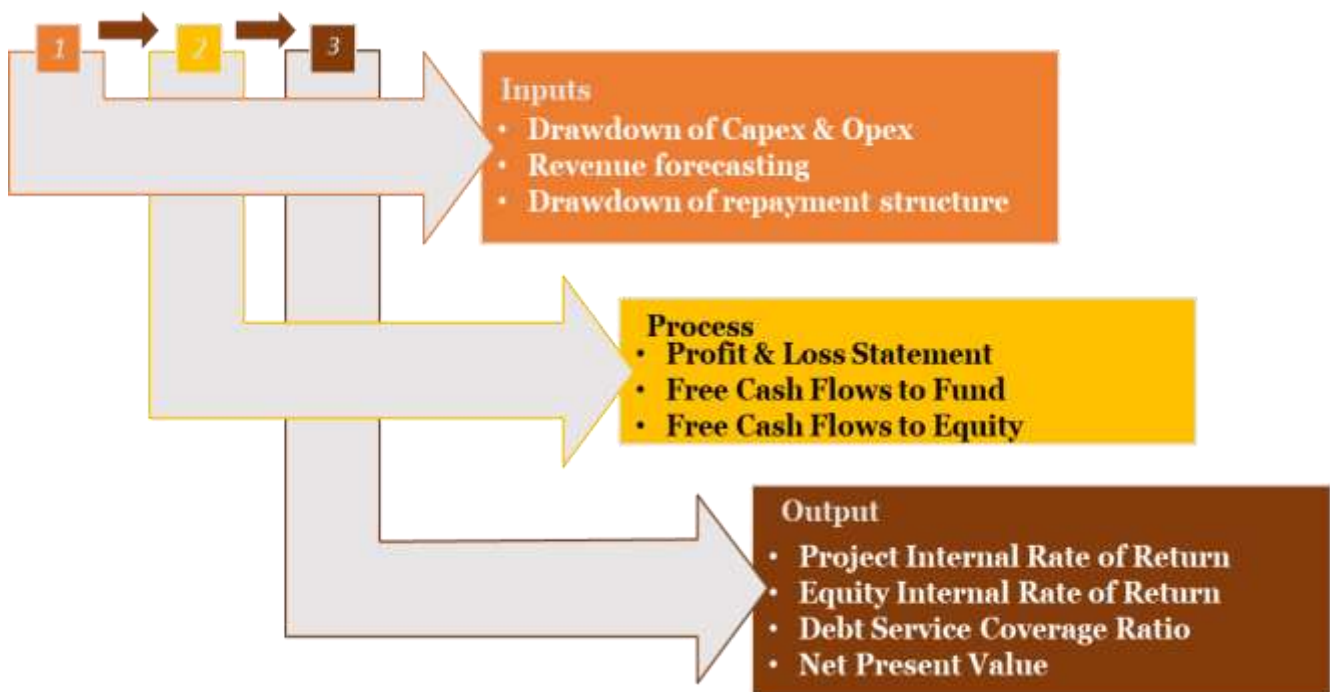 1
2
3
Inputs
• Drawdown of Capex & Opex
• Revenue forecasting
• Drawdown of repayment structure
Process
• Profit & Loss Statement
• Free Cash Flows to Fund
• Free Cash Flows to Equity
Output
• Project Internal Rate of Return
• Equity Internal Rate of Return
• Debt Service Coverage Ratio
• Net Present Value